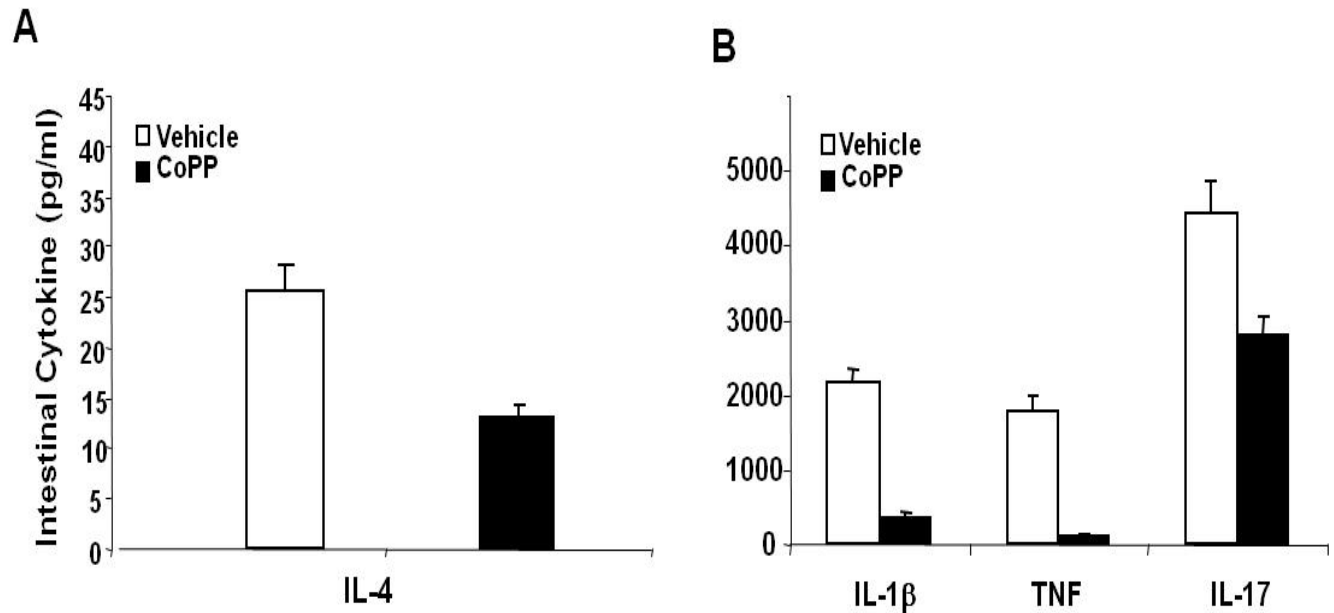 A
Intestinal Cytokine (pg/ml)
45
40
35
30
25
20
15
10
5
0
Vehicle
CoPP
IL-4
B
5000
4000
3000
2000
1000
0
Vehicle
CoPP
IL-1β TNF IL-17